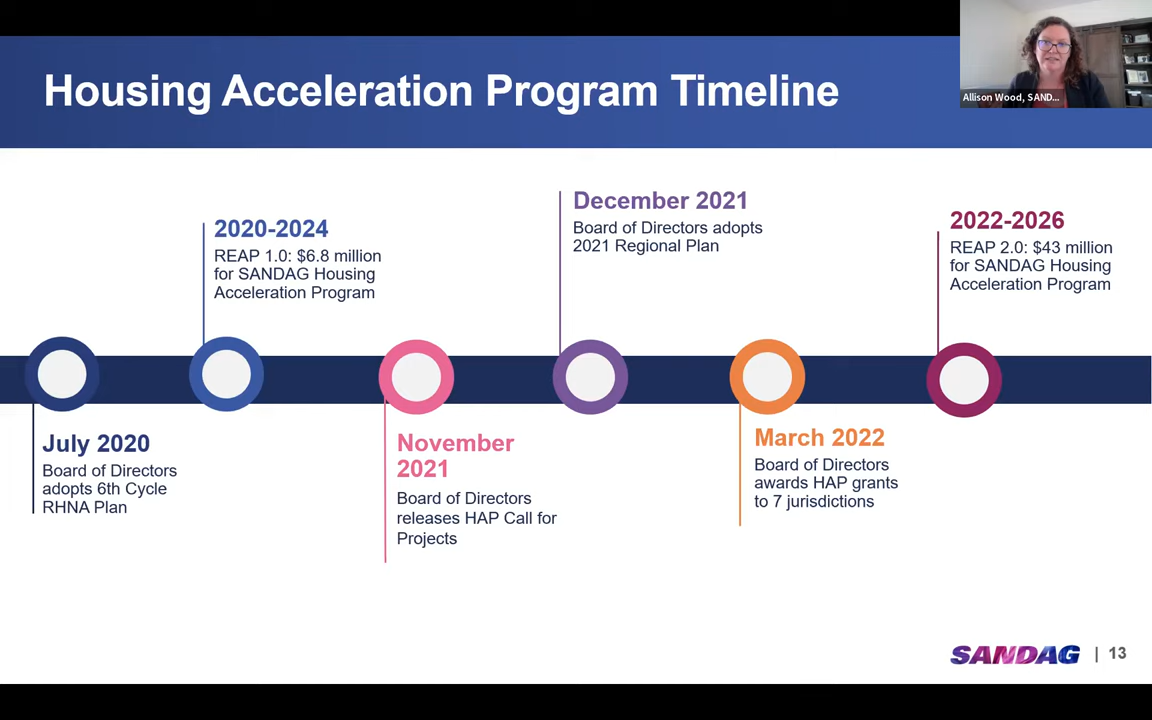 Housing Acceleration Program Timeline
Allison Wood, SAND...
July 2020
Board of Directors
adopts 6th Cycle
RHNA Plan
2020-2024
REAP 1.0: $6.8 million
for SANDAG Housing
Acceleration Program
November
2021
Board of Directors
releases HAP Call for
Projects
December 2021
Board of Directors adopts
2021 Regional Plan
March 2022
Board of Directors
awards HAP grants
to 7 jurisdictions
2022-2026
REAP 2.0: $43 million
for SANDAG Housing
Acceleration Program
SANDAG | 13